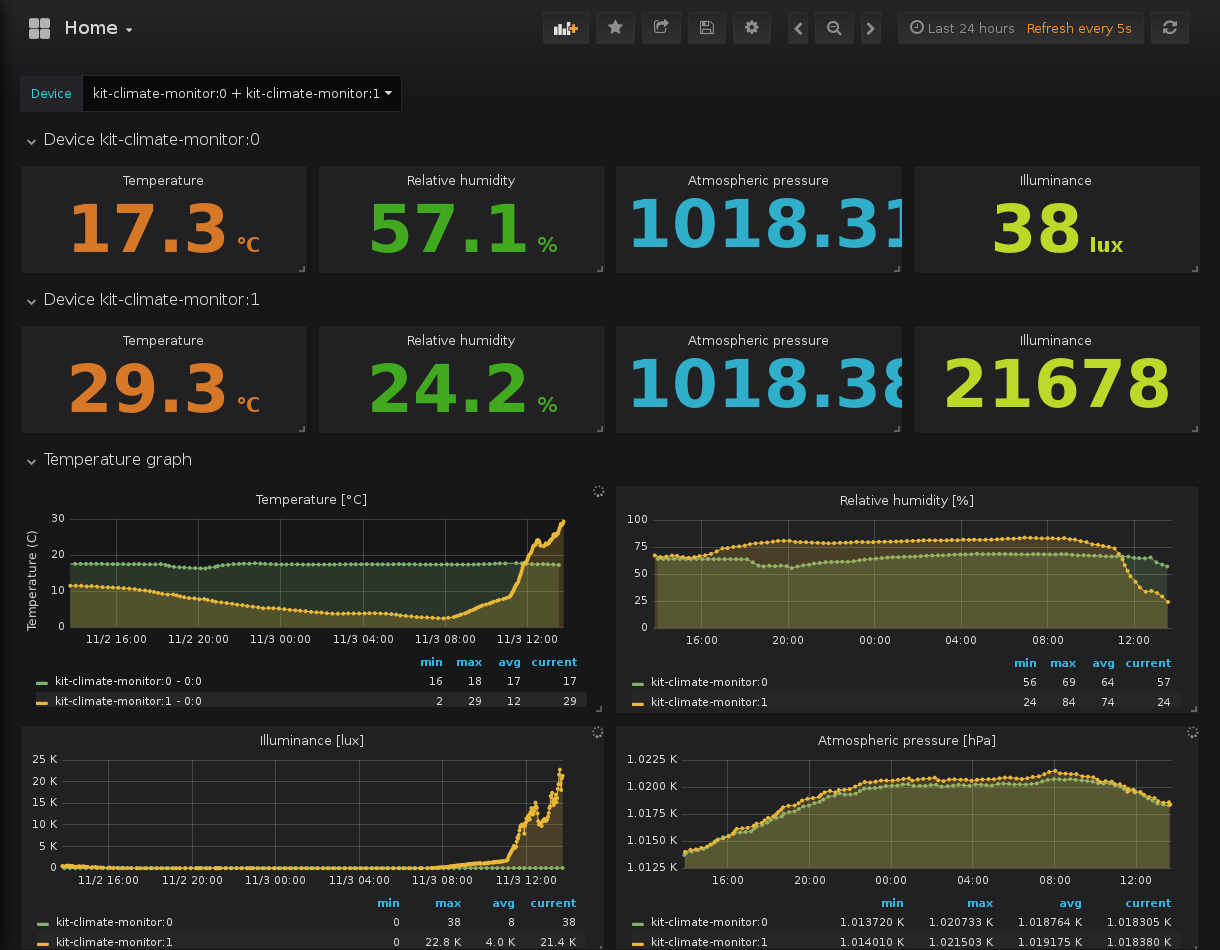 Home
Last 24 hours Refresh every 5s
Device kit-climate-monitor:0 + kit-climate-monitor:1
Device kit-climate-monitor:0
Temperature Relative humidity Atmospheric pressure Illuminance
17.3 °C 57.1 % 1018.31 38 lux
Device kit-climate-monitor:1
Temperature Relative humidity Atmospheric pressure Illuminance
29.3 °C 24.2 % 1018.38 21678
Temperature graph
Temperature [°C]
Temperature (C)
30
20
10
0
11/2 16:00 11/2 20:00 11/3 00:00 11/3 04:00 11/3 08:00 11/3 12:00
min max avg current
kit-climate-monitor:0 - 0:0 16 18 17 17
kit-climate-monitor:1 - 0:0 2 29 12 29
Relative humidity [%]
100
75
50
25
0
16:00 20:00 00:00 04:00 08:00 12:00
min max avg current
kit-climate-monitor:0 56 69 64 57
kit-climate-monitor:1 24 84 74 24
Illuminance [lux]
25 K
20 K
15 K
10 K
5 K
0
11/2 16:00 11/2 20:00 11/3 00:00 11/3 04:00 11/3 08:00 11/3 12:00
min max avg current
kit-climate-monitor:0 0 38 8 38
kit-climate-monitor:1 0 22.8 K 4.0 K 21.4 K
Atmospheric pressure [hPa]
1.0225 K
1.0200 K
1.0175 K
1.0150 K
1.0125 K
16:00 20:00 00:00 04:00 08:00 12:00
min max avg current
kit-climate-monitor:0 1.013720 K 1.020733 K 1.018764 K 1.018305 K
kit-climate-monitor:1 1.014010 K 1.021503 K 1.019175 K 1.018380 K